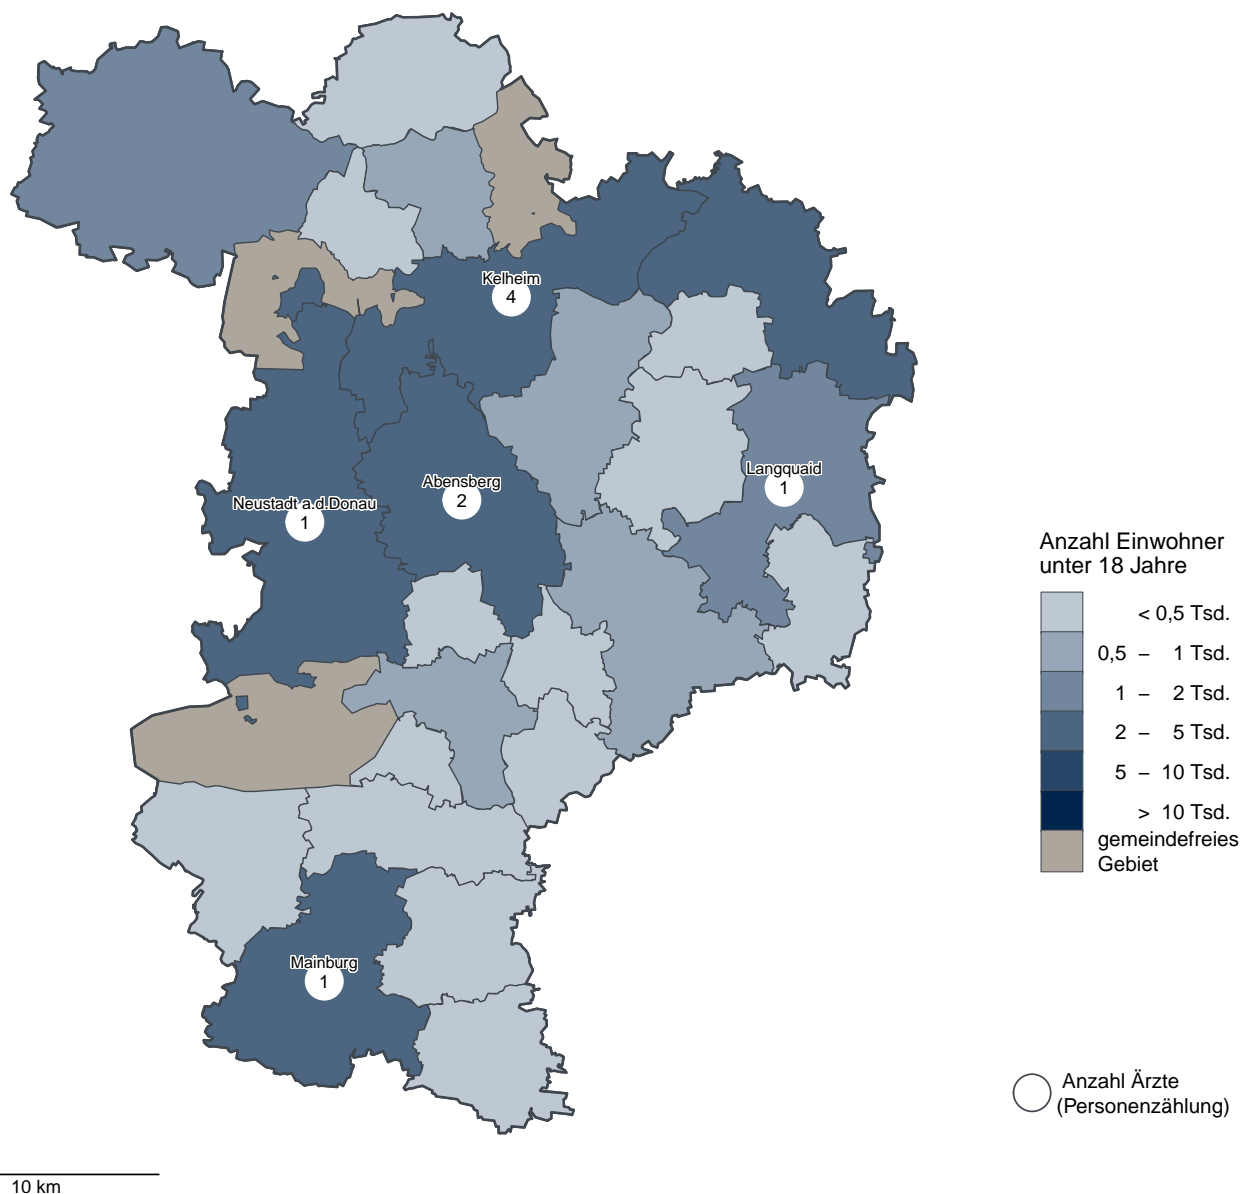 Kelheim
4
Abensberg
2
Langquaid
1
Neustadt a.d.Donau
1
Mainburg
1
Anzahl Einwohner
unter 18 Jahre
< 0,5 Tsd.
0,5 – 1 Tsd.
1 – 2 Tsd.
2 – 5 Tsd.
5 – 10 Tsd.
> 10 Tsd.
gemeindefreies
Gebiet
Anzahl Ärzte
(Personenzählung)
10 km